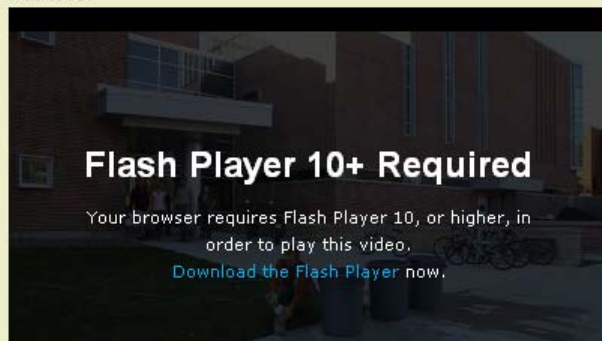 Flash Player 10+ Required
Your browser requires Flash Player 10, or higher, in
order to play this video.
Download the Flash Player now.